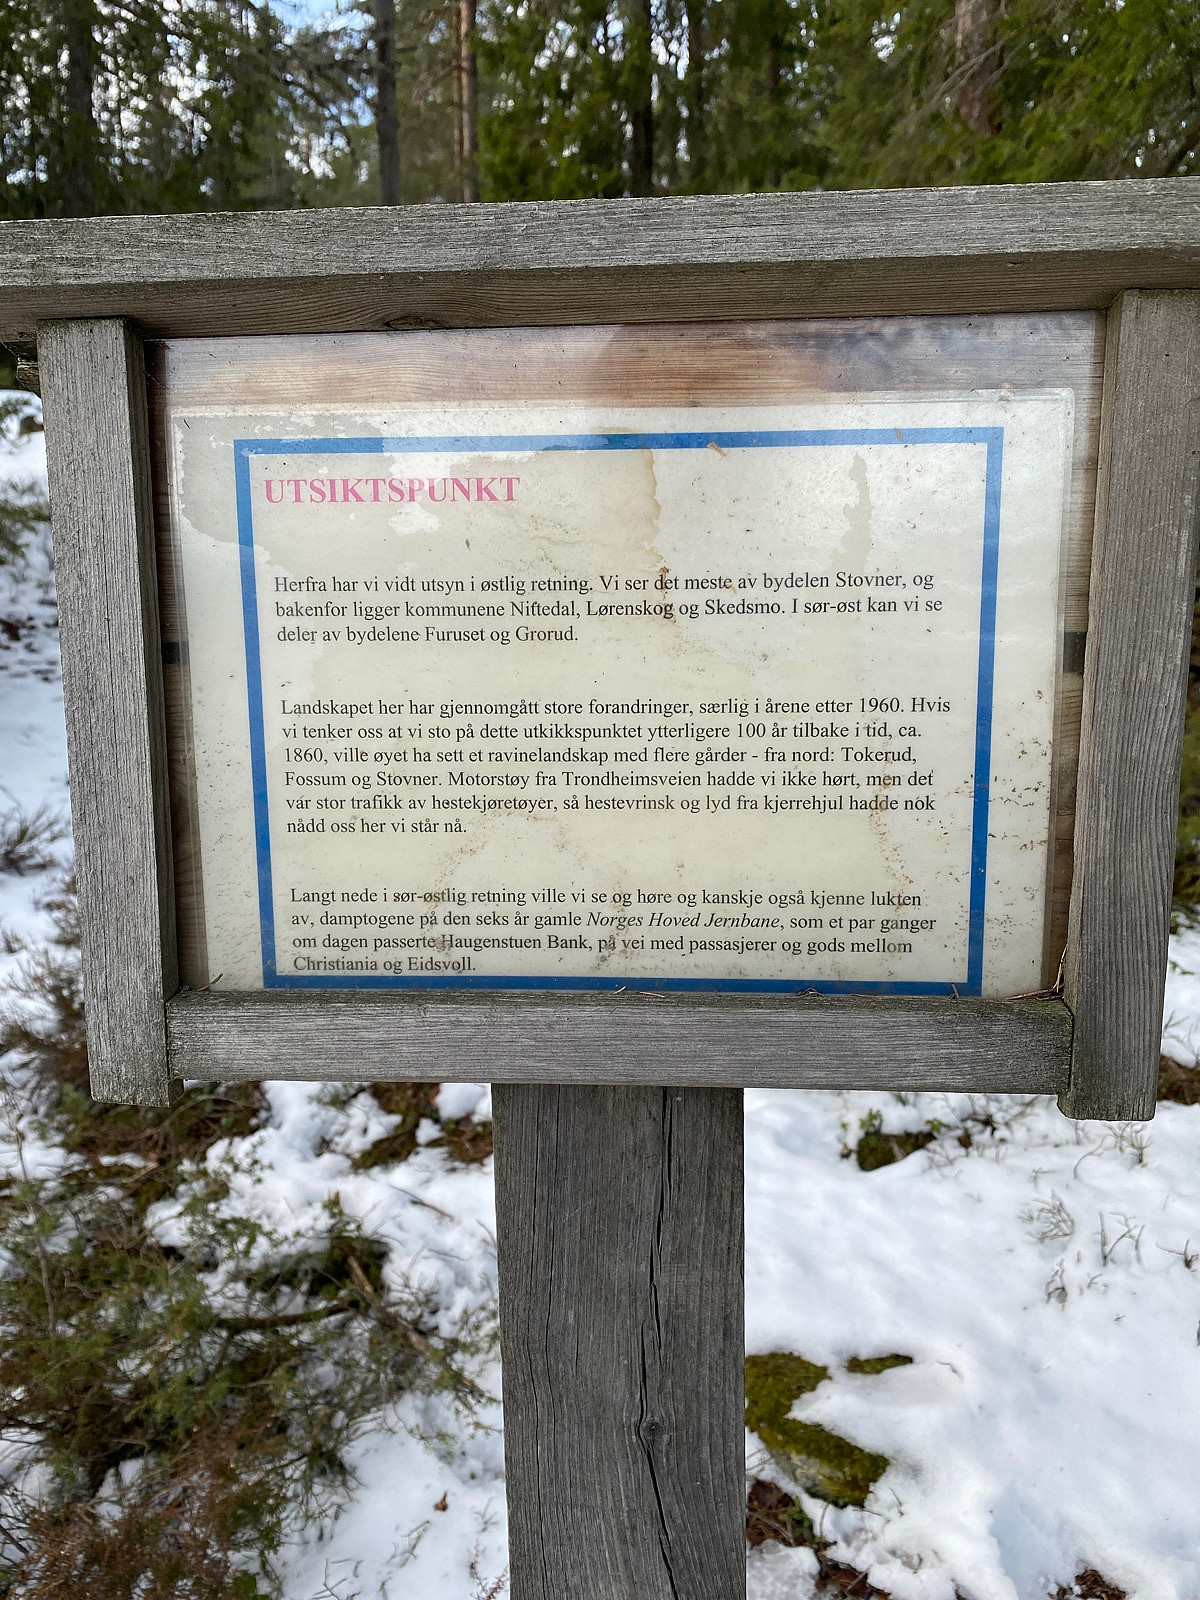 UTSIKTSPUNKT
Herfra har vi vidt utsyn i østlig retning. Vi ser det meste av bydelen Stovner, og
bakenfor ligger kommunene Niftedal, Lørenskog og Skedsmo. I sør-øst kan vi se
deler av bydelene Furuset og Grorud.
Landskapet her har gjennomgått store forandringer, særlig i årene etter 1960. Hvis
vi tenker oss at vi sto på dette utkikkspunktet ytterligere 100 år tilbake i tid, ca.
1860, ville øyet ha sett et ravinelandskap med flere gårder - fra nord: Tokerud,
Fossum og Stovner. Motorstøy fra Trondheimsveien hadde vi ikke hørt, men det
var stor trafikk av hestekjøretøyer, så hestevrinsk og lyd fra kjerrehjul hadde nok
nådd oss her vi står nå.
Langt nede i sør-østlig retning ville vi se og høre og kanskje også kjenne lukten
av, damptogene på den seks år gamle Norges Hoved Jernbane, som et par ganger
om dagen passerte Haugenstuen Bank, på vei med passasjerer og gods mellom
Christiania og Eidsvoll.